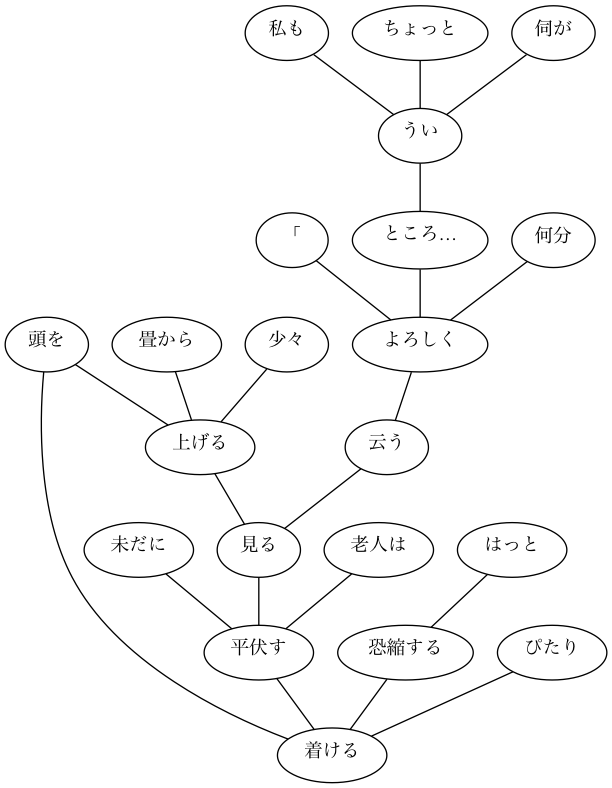 私も ちょっと 伺が
うい
「 ところ... 何分
頭を 畳から 少々 よろしく
上げる 云う
未だに 見る 老人は はっと
平伏す 恐縮する ぴたり
着ける